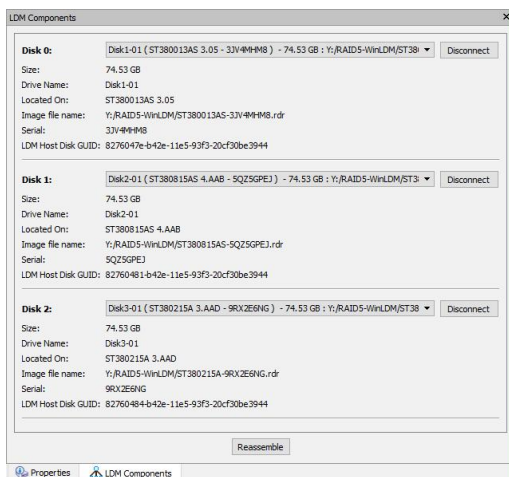 LDM Components
Disk 0: Disk1-01 ( ST380013AS 3.05 - 3JV4MHM8 ) - 74.53 GB : Y:/RAID5-WinLDM/ST38 Disconnect
Size: 74.53 GB
Drive Name: Disk1-01
Located On: ST380013AS 3.05
Image file name: Y:/RAID5-WinLDM/ST380013AS-3JV4MHM8.rdr
Serial: 3JV4MHM8
LDM Host Disk GUID: 8276047e-b42e-11e5-93f3-20cf30be3944
Disk 1: Disk2-01 ( ST380815AS 4.AAB - 5QZ5GPEJ ) - 74.53 GB : Y:/RAID5-WinLDM/ST3 Disconnect
Size: 74.53 GB
Drive Name: Disk2-01
Located On: ST380815AS 4.AAB
Image file name: Y:/RAID5-WinLDM/ST380815AS-5QZ5GPEJ.rdr
Serial: 5QZ5GPEJ
LDM Host Disk GUID: 82760481-b42e-11e5-93f3-20cf30be3944
Disk 2: Disk3-01 ( ST380215A 3.AAD - 9RX2E6NG ) - 74.53 GB : Y:/RAID5-WinLDM/ST38 Disconnect
Size: 74.53 GB
Drive Name: Disk3-01
Located On: ST380215A 3.AAD
Image file name: Y:/RAID5-WinLDM/ST380215A-9RX2E6NG.rdr
Serial: 9RX2E6NG
LDM Host Disk GUID: 82760484-b42e-11e5-93f3-20cf30be3944
Reassemble
Properties LDM Components